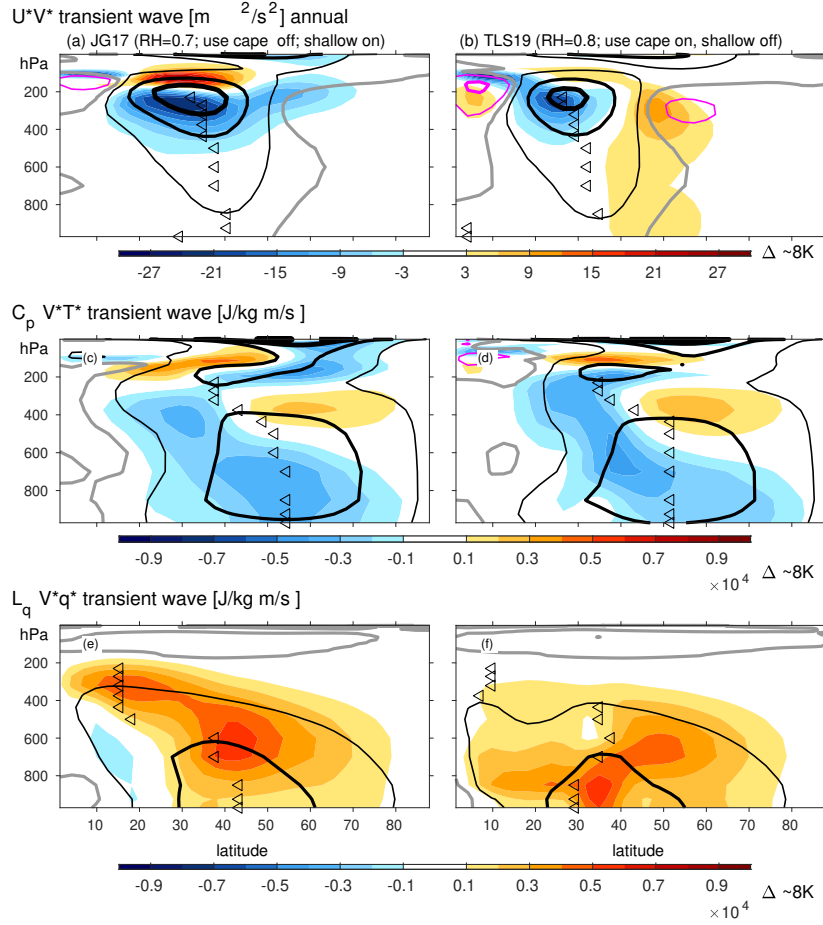 U*V* transient wave [m 2/s2] annual
(a) JG17 (RH=0.7; use cape off; shallow on)
(b) TLS19 (RH=0.8; use cape on, shallow off)
hPa
200
400
600
800
-27 -21 -15 -9 -3 3 9 15 21 27 Δ ~8K
Cp V*T* transient wave [J/kg m/s ]
hPa
(c)
(d)
200
400
600
800
-0.9 -0.7 -0.5 -0.3 -0.1 0.1 0.3 0.5 0.7 0.9 Δ ~8K
×10^4
Lq V*q* transient wave [J/kg m/s ]
hPa
(e)
(f)
200
400
600
800
10 20 30 40 50 60 70 80 10 20 30 40 50 60 70 80
latitude latitude
-0.9 -0.7 -0.5 -0.3 -0.1 0.1 0.3 0.5 0.7 0.9 Δ ~8K
×10^4